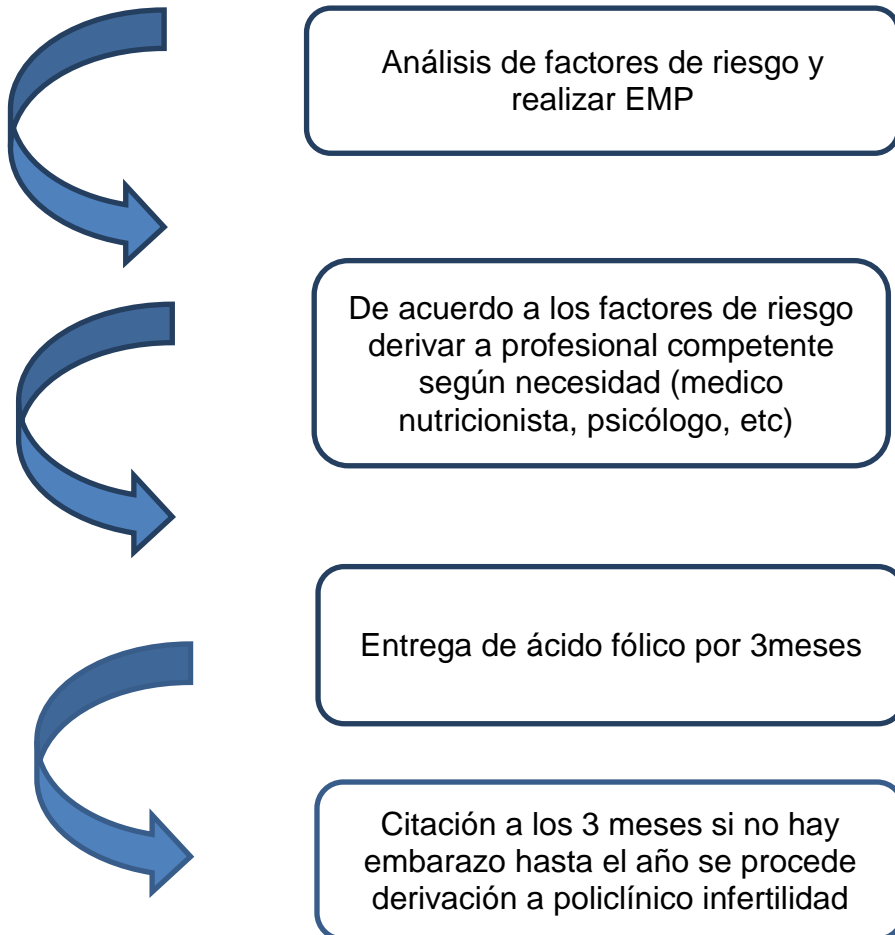 Análisis de factores de riesgo y
realizar EMP
De acuerdo a los factores de riesgo
derivar a profesional competente
según necesidad (medico
nutricionista, psicólogo, etc)
Entrega de ácido fólico por 3meses
Citación a los 3 meses si no hay
embarazo hasta el año se procede
derivación a policlínico infertilidad